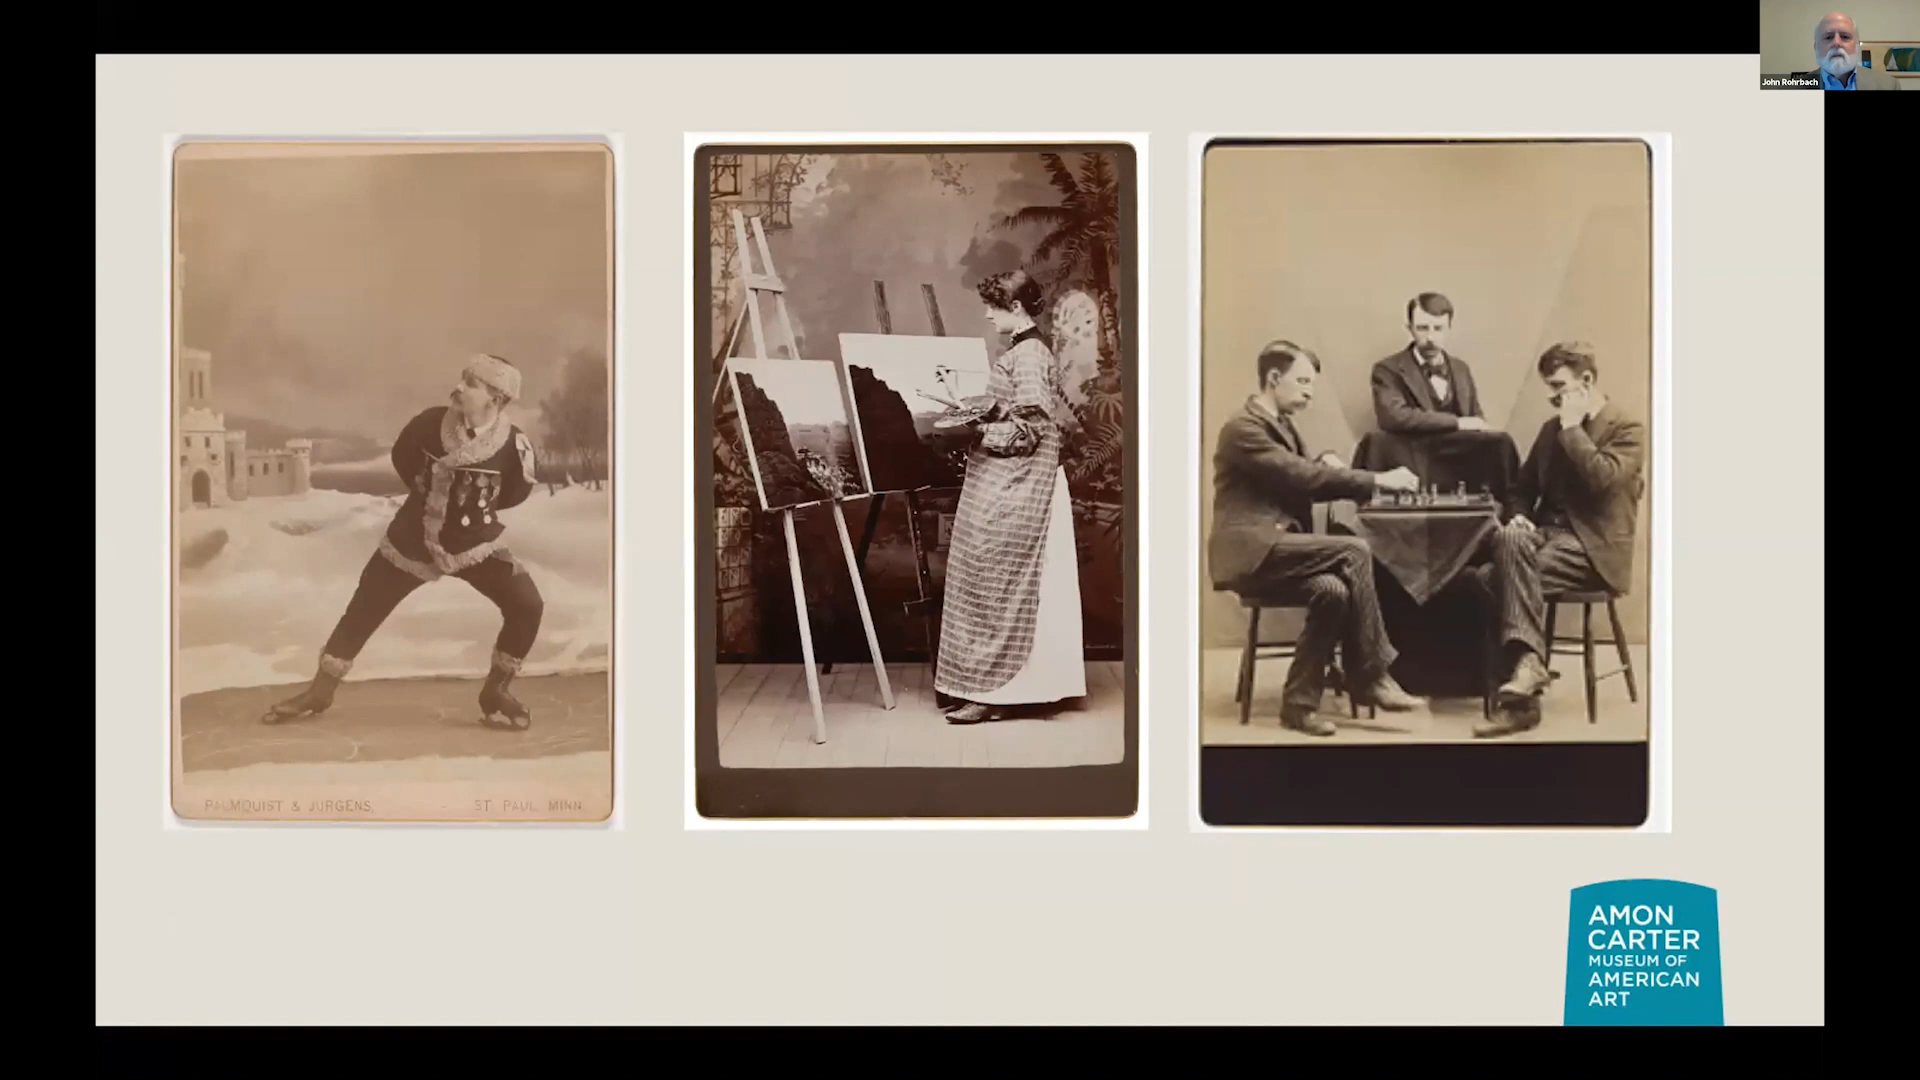 John Rohrbach
PALMQUIST & JURGENS, ST. PAUL MINN.
AMON
CARTER
MUSEUM OF
AMERICAN
ART